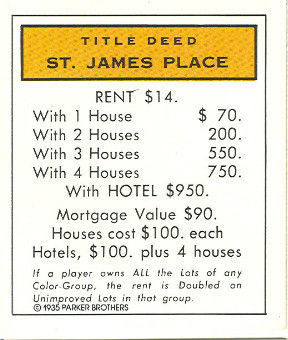 TITLE DEED
ST. JAMES PLACE
RENT $14.
With 1 House $ 70.
With 2 Houses 200.
With 3 Houses 550.
With 4 Houses 750.
With HOTEL $950.
Mortgage Value $90.
Houses cost $100. each
Hotels, $100. plus 4 houses
If a player owns ALL the Lots of any
Color-Group, the rent is Doubled on
Unimproved Lots in that group.
© 1935 PARKER BROTHERS